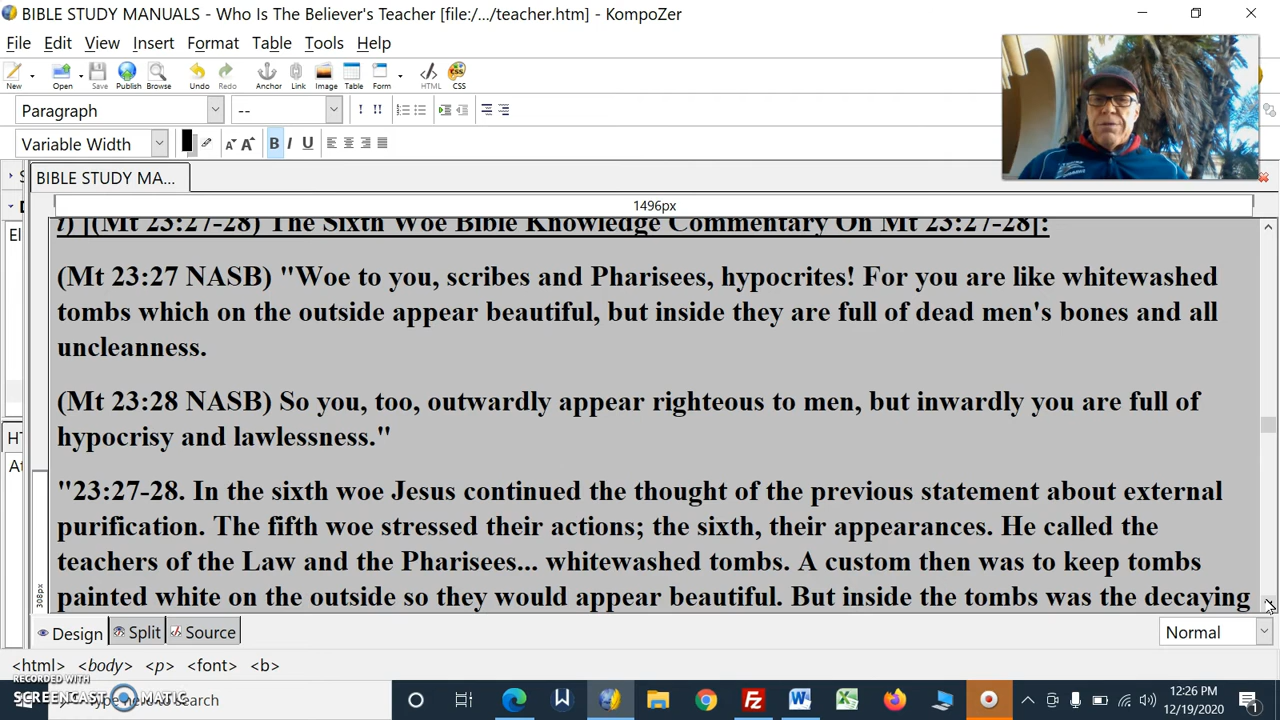 BIBLE STUDY MANUALS - Who Is The Believer's Teacher [file:/.../teacher.htm] - KompoZer
File Edit View Insert Format Table Tools Help
New Open Save Publish Browse Undo Redo Anchor Link Image Table Form HTML CSS
Paragraph --
Variable Width B I U
BIBLE STUDY MA...
1496px
i) [(Mt 23:27-28) The Sixth Woe Bible Knowledge Commentary On Mt 23:27-28]:
(Mt 23:27 NASB) "Woe to you, scribes and Pharisees, hypocrites! For you are like whitewashed
tombs which on the outside appear beautiful, but inside they are full of dead men's bones and all
uncleanness.
(Mt 23:28 NASB) So you, too, outwardly appear righteous to men, but inwardly you are full of
hypocrisy and lawlessness."
"23:27-28. In the sixth woe Jesus continued the thought of the previous statement about external
purification. The fifth woe stressed their actions; the sixth, their appearances. He called the
teachers of the Law and the Pharisees... whitewashed tombs. A custom then was to keep tombs
painted white on the outside so they would appear beautiful. But inside the tombs was the decaying
308px
Design Split Source Normal
<html> <body> <p> <font> <b>
RECORDED WITH
SCREENCAST MATIC
Type here to search
12:26 PM
12/19/2020
1